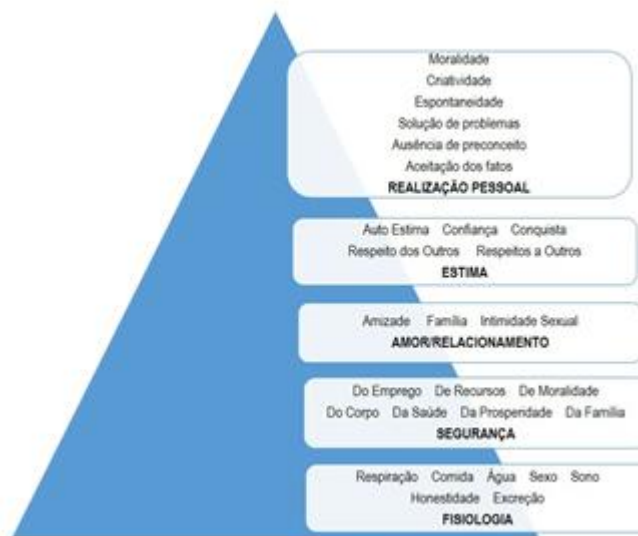 Moralidade
Criatividade
Espontaneidade
Solução de problemas
Ausência de preconceito
Aceitação dos fatos
REALIZAÇÃO PESSOAL
Auto Estima Confiança Conquista
Respeito dos Outros Respeitos a Outros
ESTIMA
Amizade Família Intimidade Sexual
AMOR/RELACIONAMENTO
Do Emprego De Recursos De Moralidade
Do Corpo Da Saúde Da Prosperidade Da Família
SEGURANÇA
Respiração Comida Água Sexo Sono
Honestidade Excreção
FISIOLOGIA